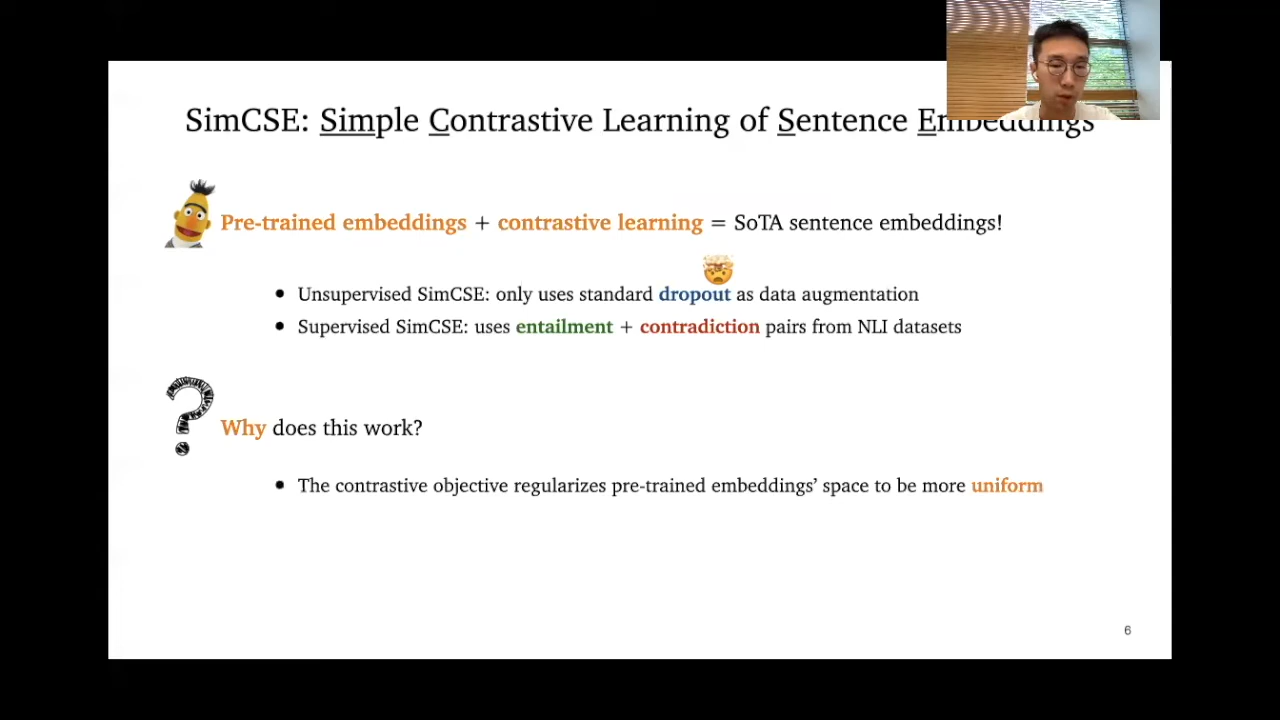 SimCSE: Simple Contrastive Learning of Sentence Embeddings
Pre-trained embeddings + contrastive learning = SoTA sentence embeddings!
• Unsupervised SimCSE: only uses standard dropout as data augmentation
• Supervised SimCSE: uses entailment + contradiction pairs from NLI datasets
? Why does this work?
• The contrastive objective regularizes pre-trained embeddings’ space to be more uniform
6